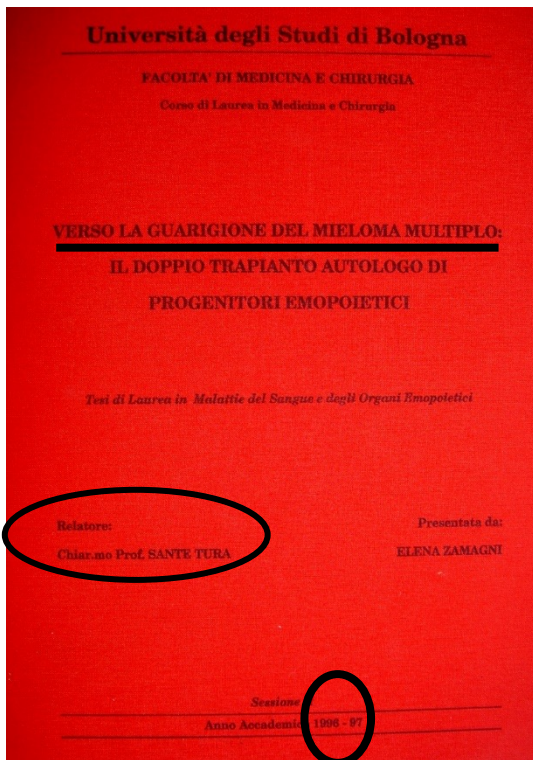 Università degli Studi di Bologna
FACOLTA' DI MEDICINA E CHIRURGIA
Corso di Laurea in Medicina e Chirurgia
VERSO LA GUARIGIONE DEL MIELOMA MULTIPLO:
IL DOPPIO TRAPIANTO AUTOLOGO DI
PROGENITORI EMOPOIETICI
Tesi di Laurea in Malattie del Sangue e degli Organi Emopoietici
Relatore:
Chiar.mo Prof. SANTE TURA
Presentata da:
ELENA ZAMAGNI
Sessione
Anno Accademico 1996 - 97